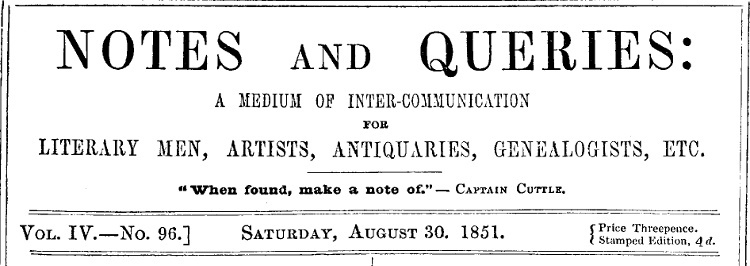 NOTES AND QUERIES:
A MEDIUM OF INTER-COMMUNICATION
FOR
LITERARY MEN, ARTISTS, ANTIQUARIES, GENEALOGISTS, ETC.
"When found, make a note of."—CAPTAIN CUTTLE.
VOL. IV.—No. 96.] SATURDAY, AUGUST 30. 1851. { Price Threepence.
{ Stamped Edition, 4d.